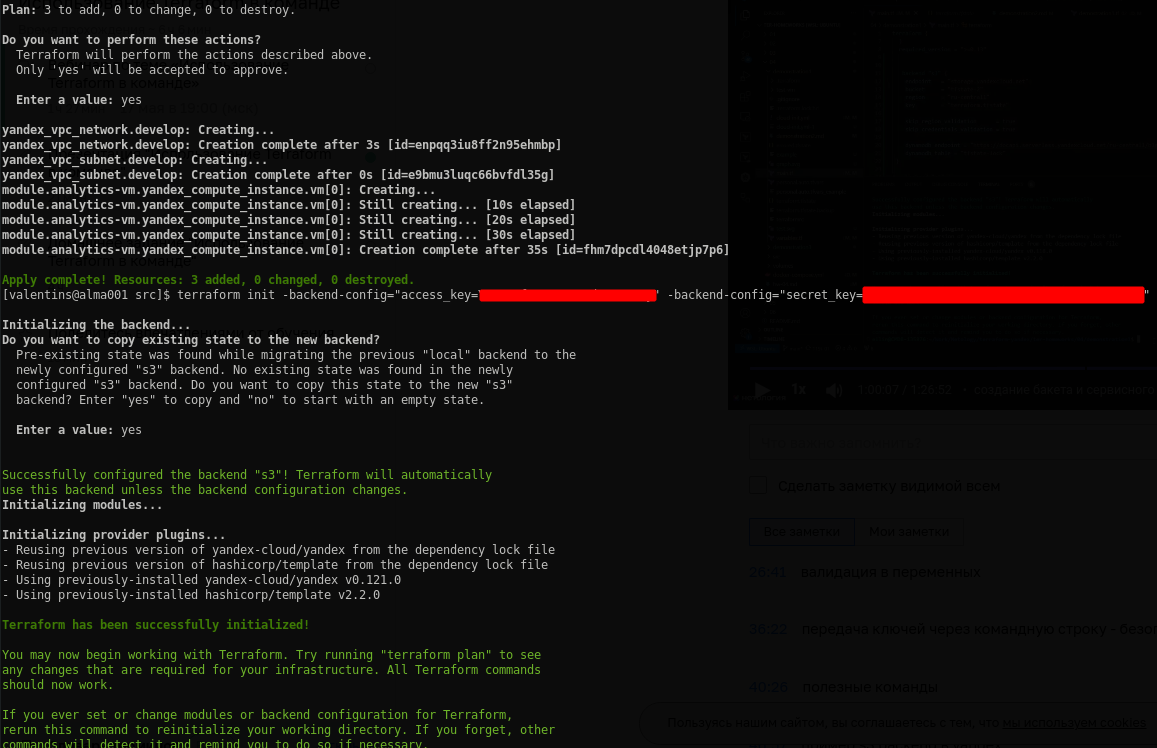 команде
Plan: 3 to add, 0 to change, 0 to destroy.
Do you want to perform these actions?
  Terraform will perform the actions described above.
  Only 'yes' will be accepted to approve.
Terraform в команде»
  Enter a value: yes
yandex_vpc_network.develop: Creating...
yandex_vpc_network.develop: Creation complete after 3s [id=enpqq3iu8ff2n95ehmbp]
yandex_vpc_subnet.develop: Creating...
Terraform
yandex_vpc_subnet.develop: Creation complete after 0s [id=e9bmu3luqc66bvfdl35g]
module.analytics-vm.yandex_compute_instance.vm[0]: Creating...
module.analytics-vm.yandex_compute_instance.vm[0]: Still creating... [10s elapsed]
module.analytics-vm.yandex_compute_instance.vm[0]: Still creating... [20s elapsed]
module.analytics-vm.yandex_compute_instance.vm[0]: Still creating... [30s elapsed]
module.analytics-vm.yandex_compute_instance.vm[0]: Creation complete after 35s [id=fhm7dpcdl4048etjp7p6]
Terraform в команде»
Apply complete! Resources: 3 added, 0 changed, 0 destroyed.
[valentins@alma001 src]$ terraform init -backend-config="access_key= " -backend-config="secret_key= "
Initializing the backend...
обучения
Do you want to copy existing state to the new backend?
  Pre-existing state was found while migrating the previous "local" backend to the
  newly configured "s3" backend. No existing state was found in the newly
  configured "s3" backend. Do you want to copy this state to the new "s3"
  backend? Enter "yes" to copy and "no" to start with an empty state.
  Enter a value: yes
Successfully configured the backend "s3"! Terraform will automatically
use this backend unless the backend configuration changes.
Initializing modules...
Initializing provider plugins...
- Reusing previous version of yandex-cloud/yandex from the dependency lock file
- Reusing previous version of hashicorp/template from the dependency lock file
- Using previously-installed yandex-cloud/yandex v0.121.0
- Using previously-installed hashicorp/template v2.2.0
Terraform has been successfully initialized!
You may now begin working with Terraform. Try running "terraform plan" to see
any changes that are required for your infrastructure. All Terraform commands
should now work.
If you ever set or change modules or backend configuration for Terraform,
rerun this command to reinitialize your working directory. If you forget, other
commands will detect it and remind you to do so if necessary.
1x 1:00:07 / 1:26:52 • создание бакета и сервисного
Сделать заметку видимой всем
Все заметки Мои заметки
26:41 валидация в переменных
35:22 передача ключей через командную строку - безоп
40:26 полезные команды
Пользуясь нашим сайтом, вы соглашаетесь с тем, что мы используем cookies